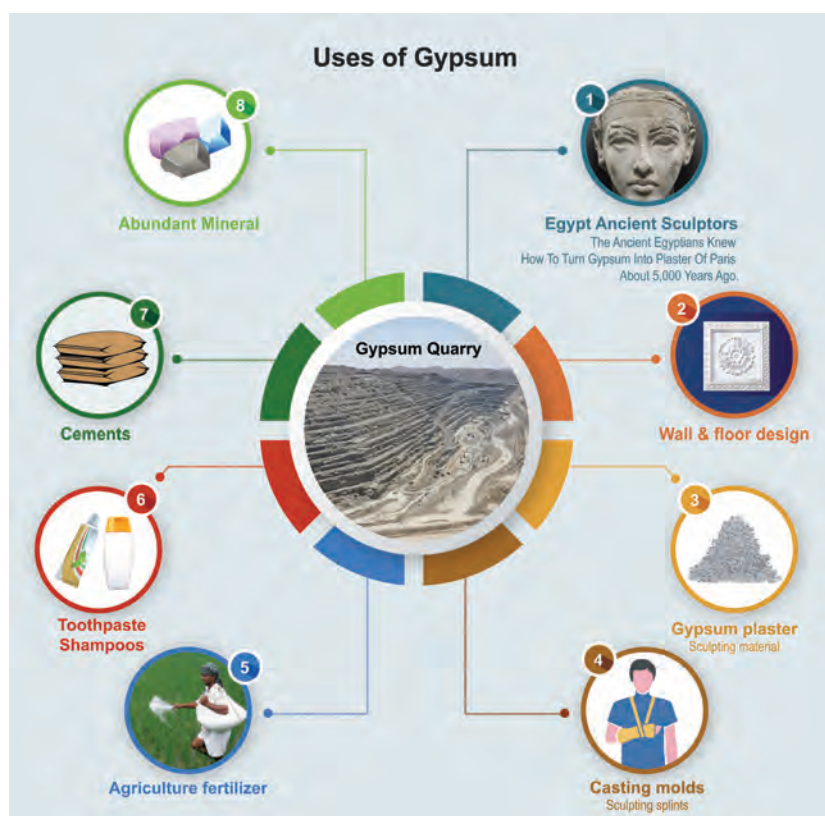 Uses of Gypsum
1
Egypt Ancient Sculptors
The Ancient Egyptians Knew
How To Turn Gypsum Into Plaster Of Paris
About 5,000 Years Ago.
2
Wall & floor design
3
Gypsum plaster
Sculpting material
4
Casting molds
Sculpting splints
5
Agriculture fertilizer
6
Toothpaste
Shampoos
7
Cements
8
Abundant Mineral
Gypsum Quarry